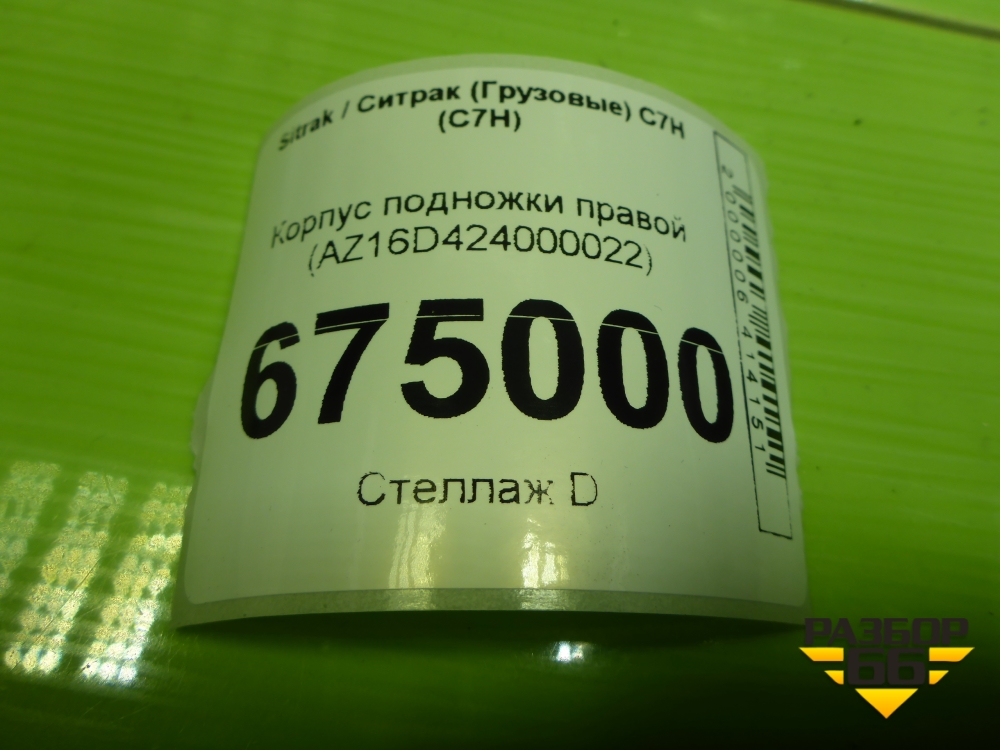 Sitrak / Ситрак (Грузовые) C7H
(C7H)
Корпус подножки правой
(AZ16D424000022)
675000
Стеллаж D
2000006414151
РАЗБОР
66